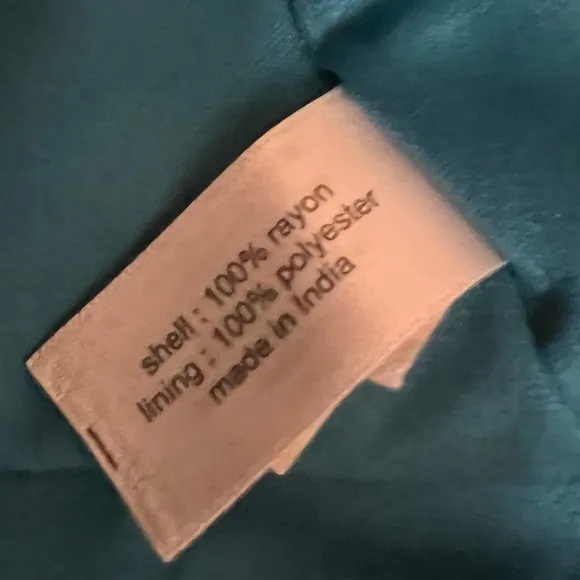 shell : 100% rayon
lining : 100% polyester
made in India